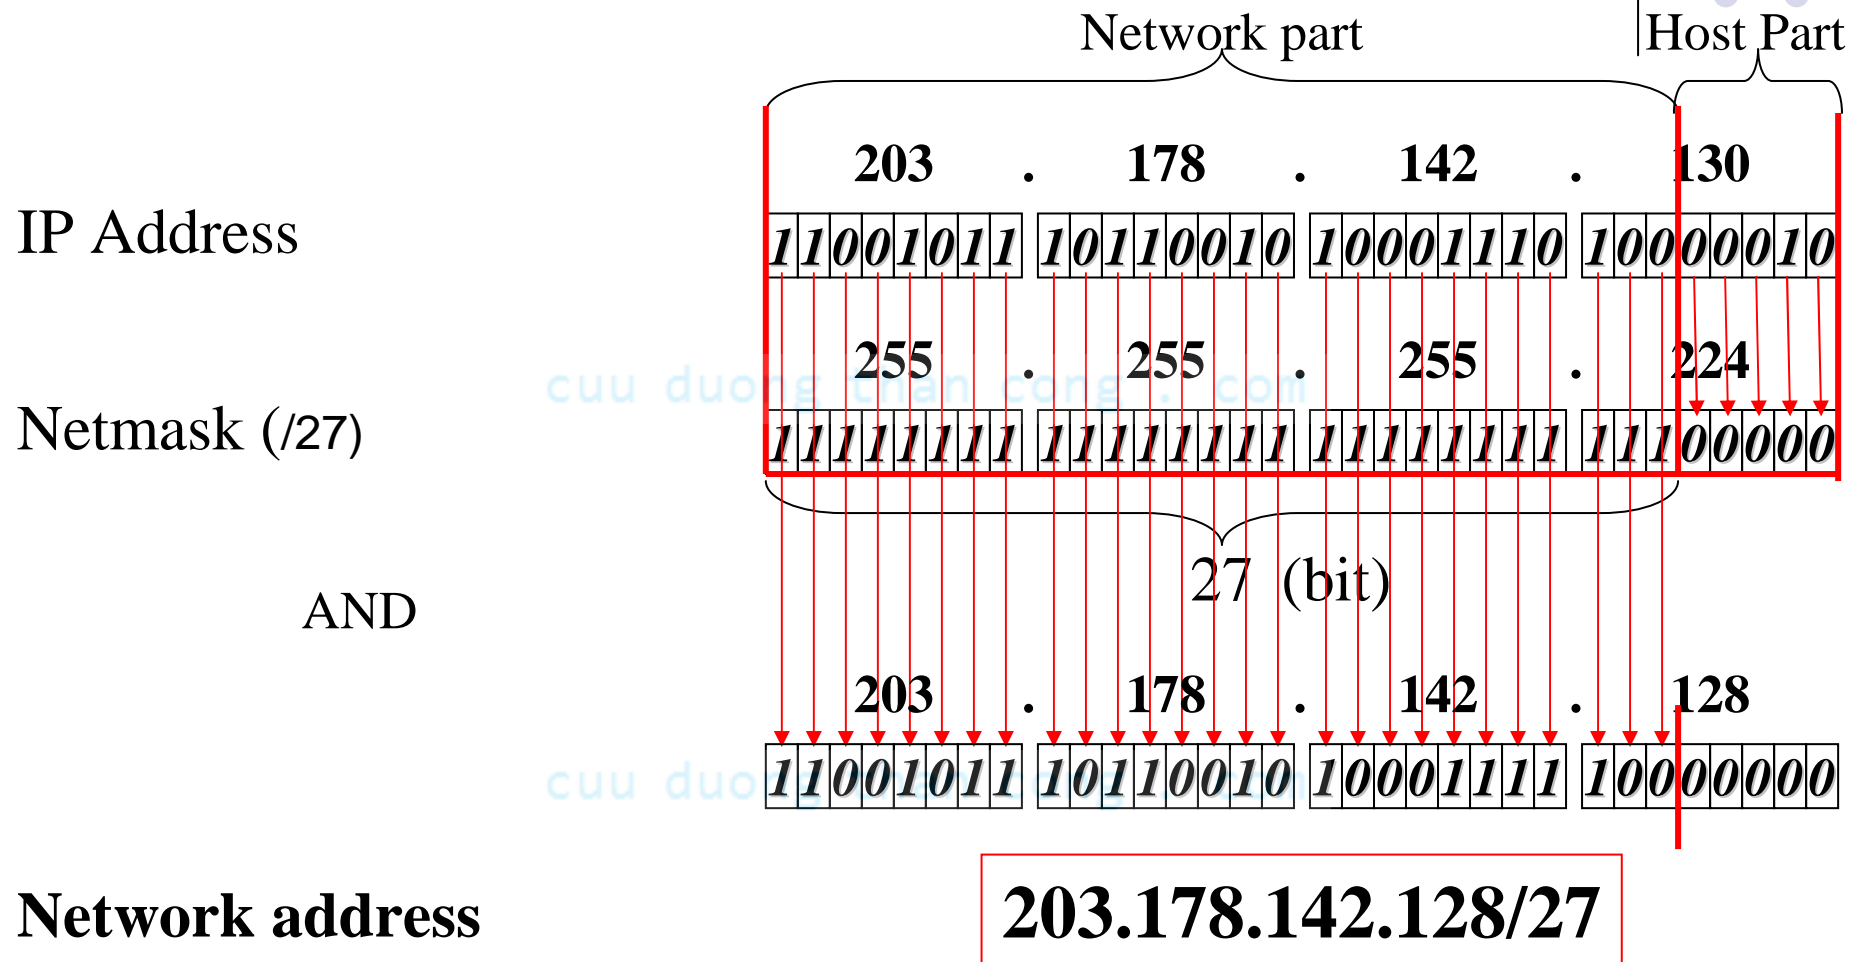 Network part Host Part
203 . 178 . 142 . 130
IP Address
11001011 10110010 10001110 10000010
255 . 255 . 255 . 224
cuu duong than cong . com
Netmask (/27)
11111111 11111111 11111111 11100000
27 (bit)
AND
203 . 178 . 142 . 128
11001011 10110010 10001111 10000000
cuu duong than cong . com
Network address 203.178.142.128/27